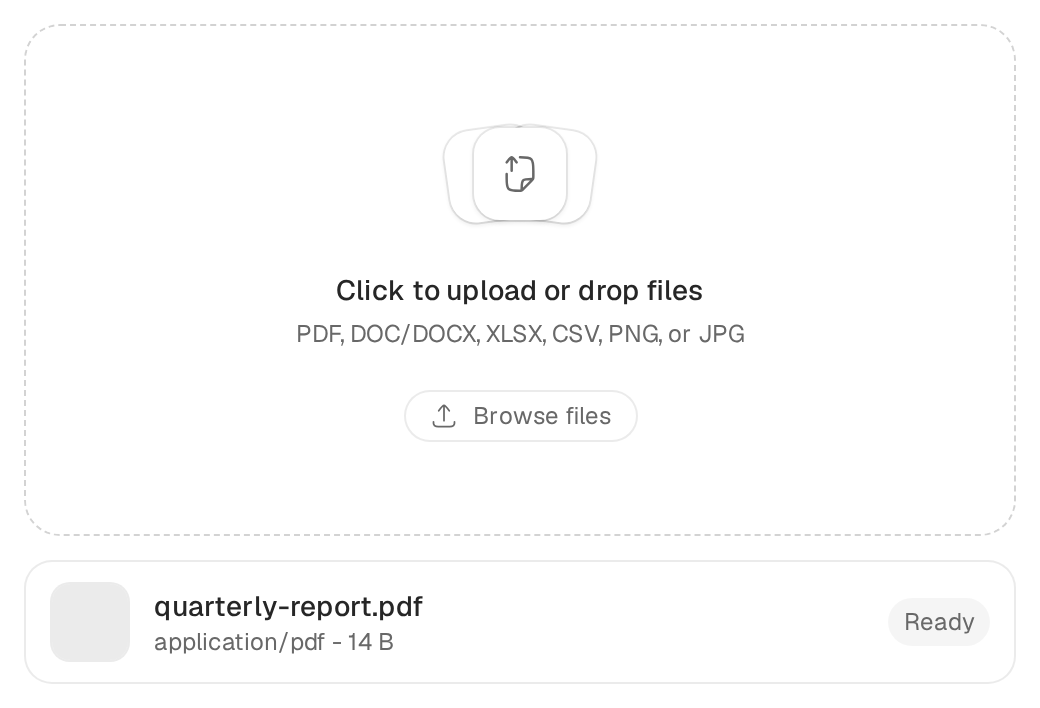 Click to upload or drop files
PDF, DOC/DOCX, XLSX, CSV, PNG, or JPG
Browse files
quarterly-report.pdf
application/pdf - 14 B
Ready